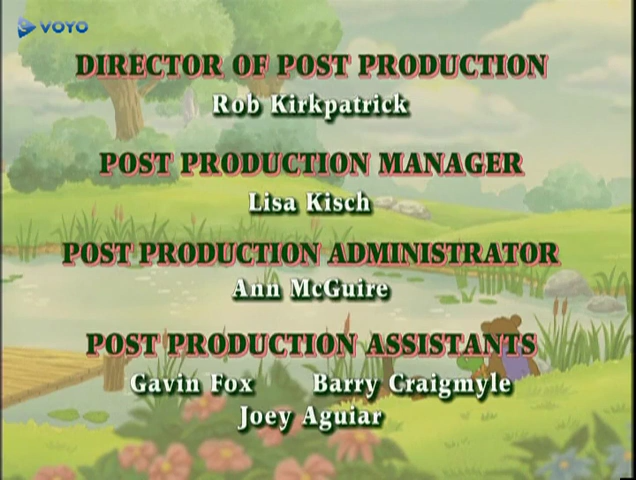 VOYO
DIRECTOR OF POST PRODUCTION
Rob Kirkpatrick
POST PRODUCTION MANAGER
Lisa Kisch
POST PRODUCTION ADMINISTRATOR
Ann McGuire
POST PRODUCTION ASSISTANTS
Gavin Fox Barry Craigmyle
Joey Aguiar